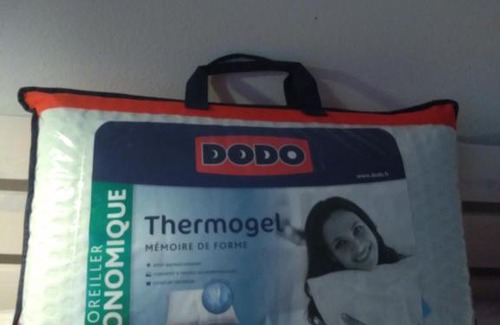 DODO
www.dodo.fr
Thermogel
MÉMOIRE DE FORME
OREILLER
ONOMIQUE